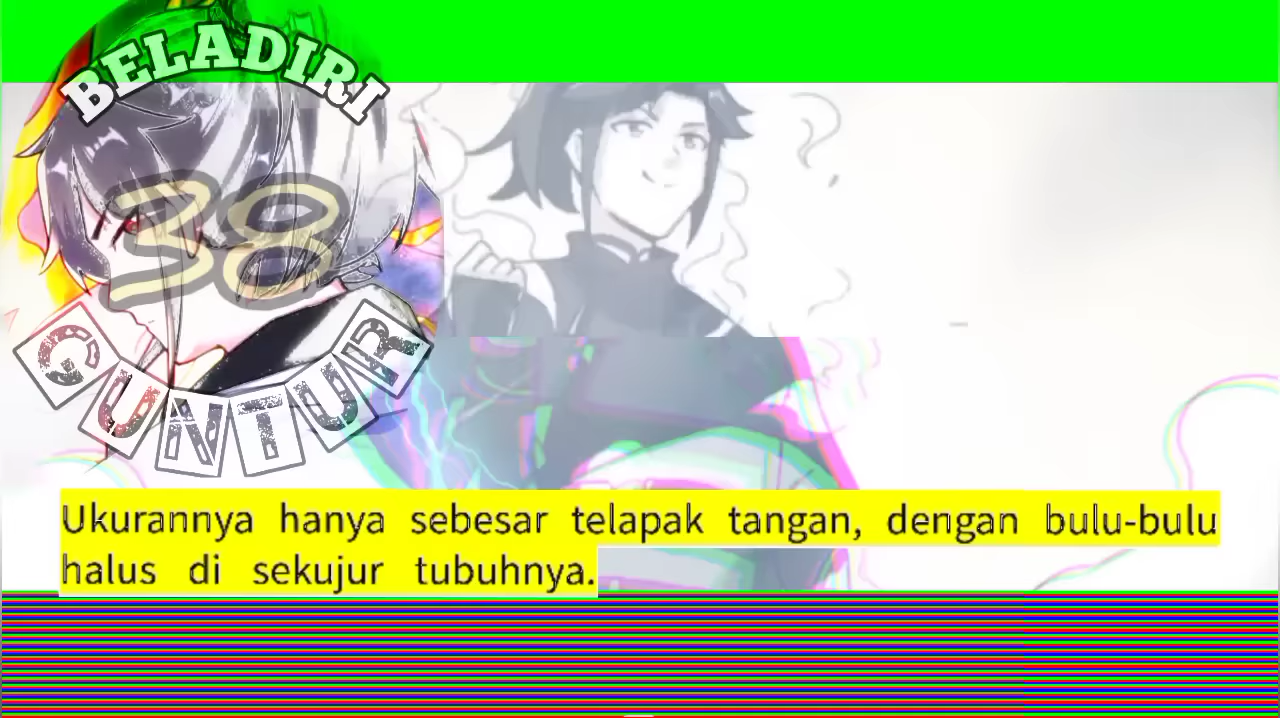 BELADIRI
38
GUNTUR
Ukurannya hanya sebesar telapak tangan, dengan bulu-bulu
halus di sekujur tubuhnya.